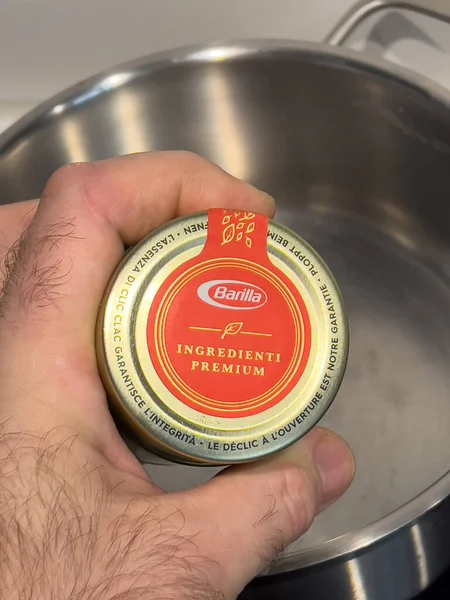 Barilla
INGREDIENTI
PREMIUM
L'ASSENZA DI CLIC CLAC GARANTISCE L'INTEGRITÀ • LE DÉCLIC À L'OUVERTURE EST NOTRE GARANTIE • PLOPPT BEIM